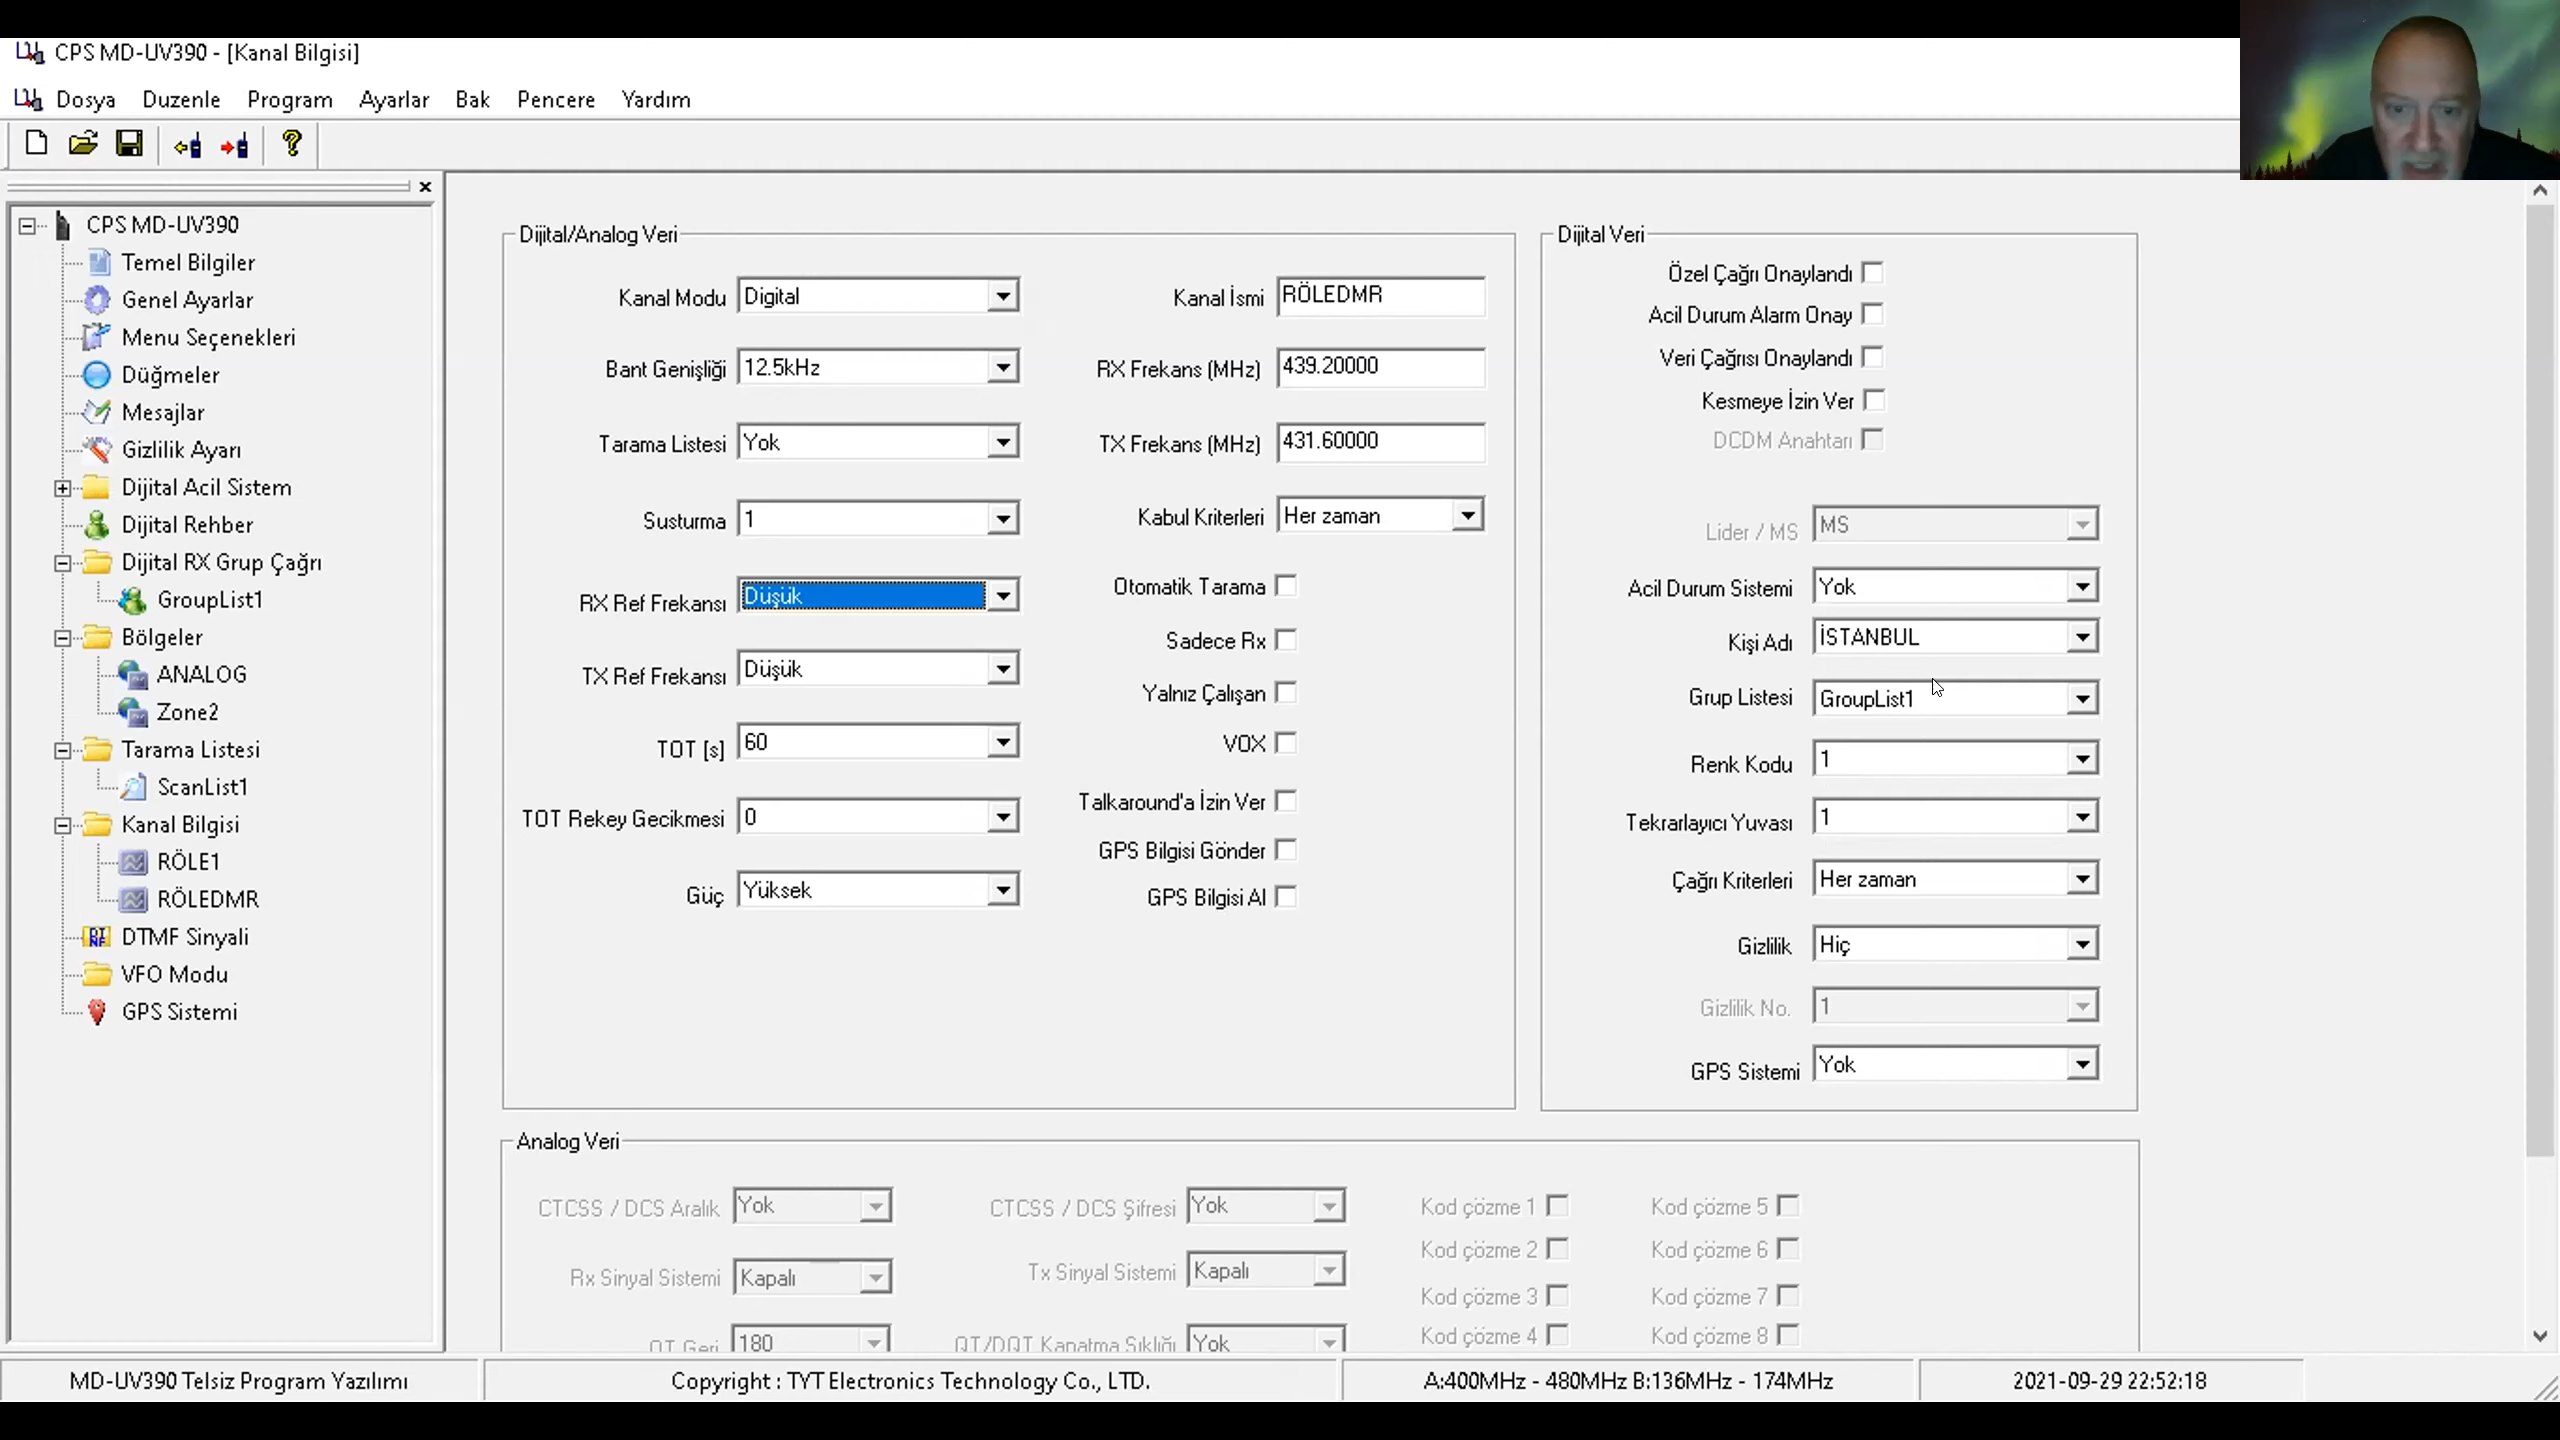 CPS MD-UV390 - [Kanal Bilgisi]
Dosya Duzenle Program Ayarlar Bak Pencere Yardım
CPS MD-UV390
Temel Bilgiler
Genel Ayarlar
Menu Seçenekleri
Düğmeler
Mesajlar
Gizlilik Ayarı
Dijital Acil Sistem
Dijital Rehber
Dijital RX Grup Çağrı
GroupList1
Bölgeler
ANALOG
Zone2
Tarama Listesi
ScanList1
Kanal Bilgisi
RÖLE1
RÖLEDMR
DTMF Sinyali
VFO Modu
GPS Sistemi
Dijital/Analog Veri
Kanal Modu Digital
Bant Genişliği 12.5kHz
Tarama Listesi Yok
Susturma 1
RX Ref Frekansı Düşük
TX Ref Frekansı Düşük
TOT [s] 60
TOT Rekey Gecikmesi 0
Güç Yüksek
Kanal İsmi RÖLEDMR
RX Frekans (MHz) 439.20000
TX Frekans (MHz) 431.60000
Kabul Kriterleri Her zaman
Otomatik Tarama
Sadece Rx
Yalnız Çalışan
VOX
Talkaround'a İzin Ver
GPS Bilgisi Gönder
GPS Bilgisi Al
Dijital Veri
Özel Çağrı Onaylandı
Acil Durum Alarm Onay
Veri Çağrısı Onaylandı
Kesmeye İzin Ver
DCDM Anahtarı
Lider / MS MS
Acil Durum Sistemi Yok
Kişi Adı İSTANBUL
Grup Listesi GroupList1
Renk Kodu 1
Tekrarlayıcı Yuvası 1
Çağrı Kriterleri Her zaman
Gizlilik Hiç
Gizlilik No. 1
GPS Sistemi Yok
Analog Veri
CTCSS / DCS Aralık Yok
Rx Sinyal Sistemi Kapalı
QT Geri 180
CTCSS / DCS Şifresi Yok
Tx Sinyal Sistemi Kapalı
QT/DQT Kapatma Sıklığı Yok
Kod çözme 1
Kod çözme 2
Kod çözme 3
Kod çözme 4
Kod çözme 5
Kod çözme 6
Kod çözme 7
Kod çözme 8
MD-UV390 Telsiz Program Yazılımı
Copyright : TYT Electronics Technology Co., LTD.
A:400MHz - 480MHz B:136MHz - 174MHz
2021-09-29 22:52:18